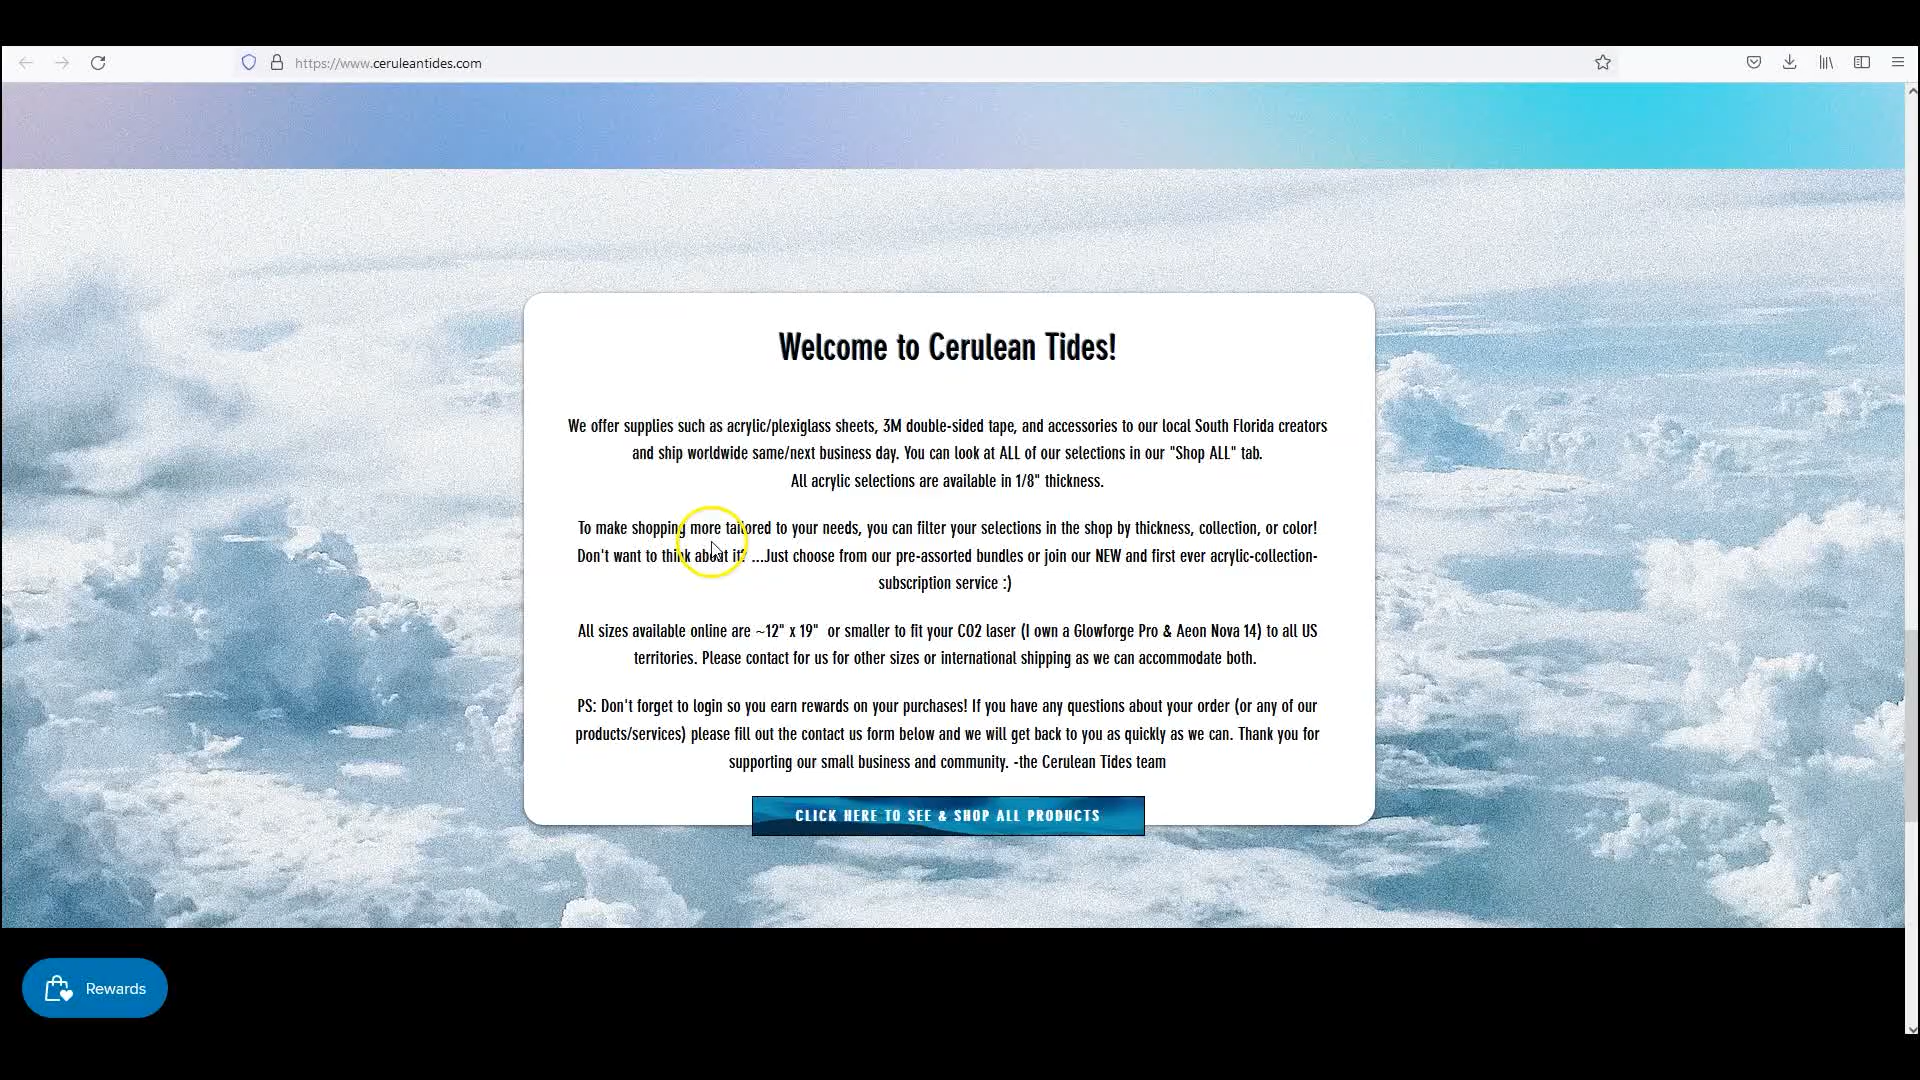 https://www.ceruleantides.com
Welcome to Cerulean Tides!
We offer supplies such as acrylic/plexiglass sheets, 3M double-sided tape, and accessories to our local South Florida creators
and ship worldwide same/next business day. You can look at ALL of our selections in our "Shop ALL" tab.
All acrylic selections are available in 1/8" thickness.
To make shopping more tailored to your needs, you can filter your selections in the shop by thickness, collection, or color!
Don't want to think about it? ...Just choose from our pre-assorted bundles or join our NEW and first ever acrylic-collection-
subscription service :)
All sizes available online are ~12" x 19" or smaller to fit your CO2 laser (I own a Glowforge Pro & Aeon Nova 14) to all US
territories. Please contact for us for other sizes or international shipping as we can accommodate both.
PS: Don't forget to login so you earn rewards on your purchases! If you have any questions about your order (or any of our
products/services) please fill out the contact us form below and we will get back to you as quickly as we can. Thank you for
supporting our small business and community. -the Cerulean Tides team
CLICK HERE TO SEE & SHOP ALL PRODUCTS
Rewards